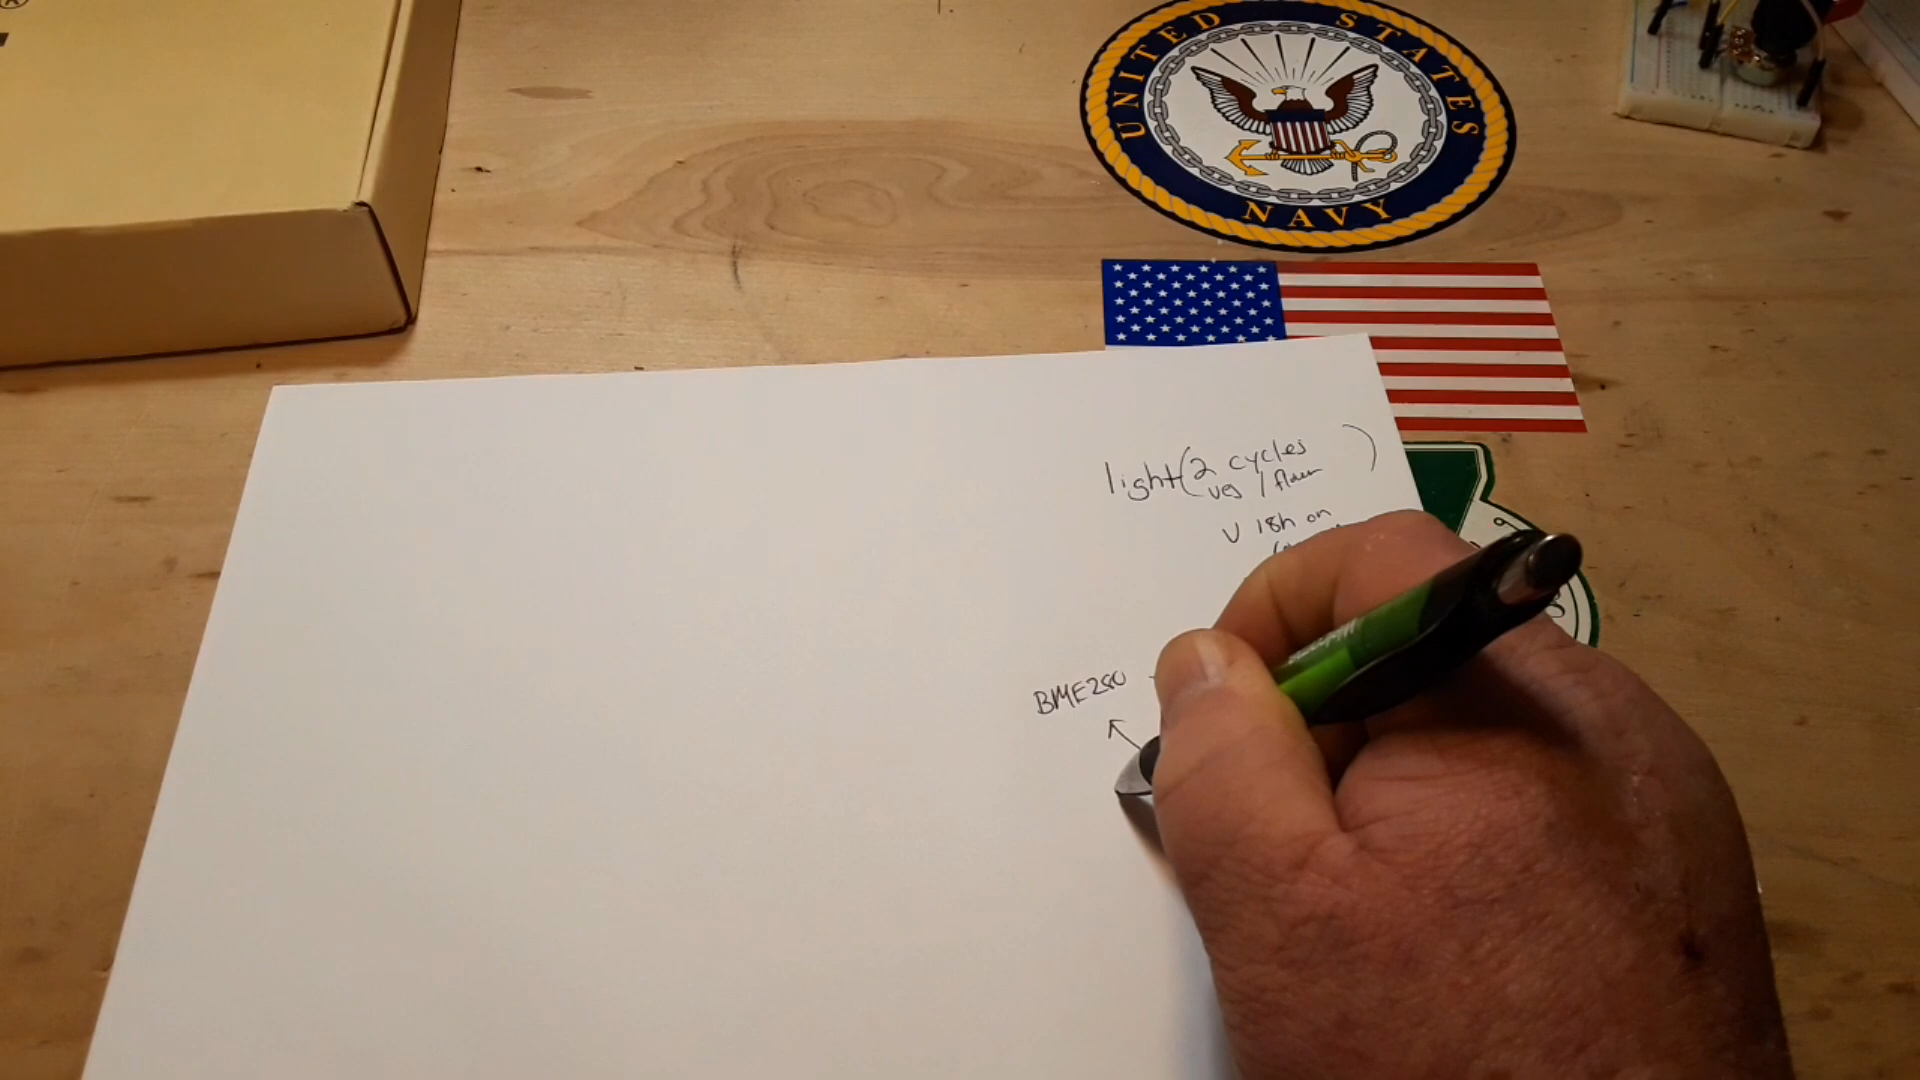 UNITED STATES
NAVY
light(2 cycles )
veg / flower
V 18h on
BME280